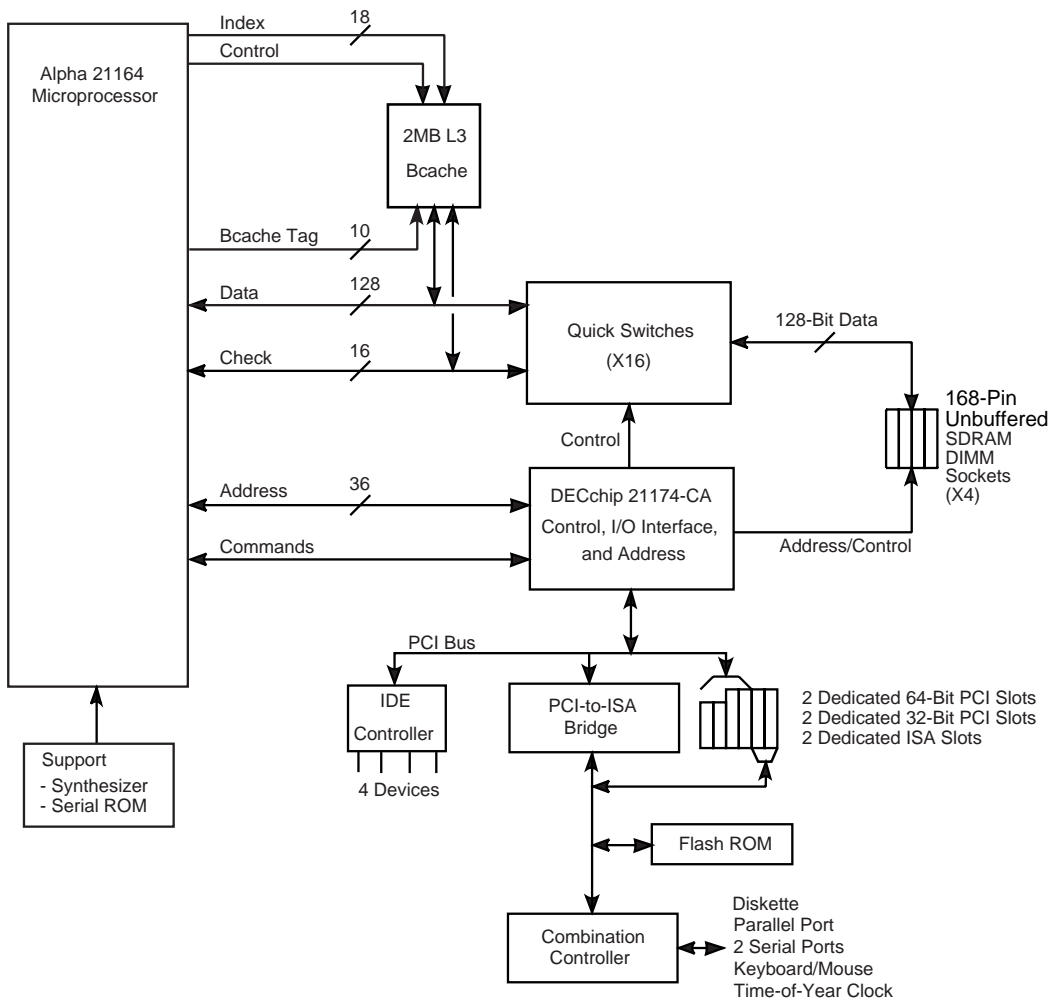 Index
18
Control
Alpha 21164
Microprocessor
2MB L3
Bcache
Bcache Tag
10
Data
128
Check
16
Quick Switches
(X16)
128-Bit Data
168-Pin
Unbuffered
SDRAM
DIMM
Sockets
(X4)
Control
Address
36
Commands
DECchip 21174-CA
Control, I/O Interface,
and Address
Address/Control
PCI Bus
IDE
Controller
4 Devices
PCI-to-ISA
Bridge
2 Dedicated 64-Bit PCI Slots
2 Dedicated 32-Bit PCI Slots
2 Dedicated ISA Slots
Support
- Synthesizer
- Serial ROM
Flash ROM
Combination
Controller
Diskette
Parallel Port
2 Serial Ports
Keyboard/Mouse
Time-of-Year Clock